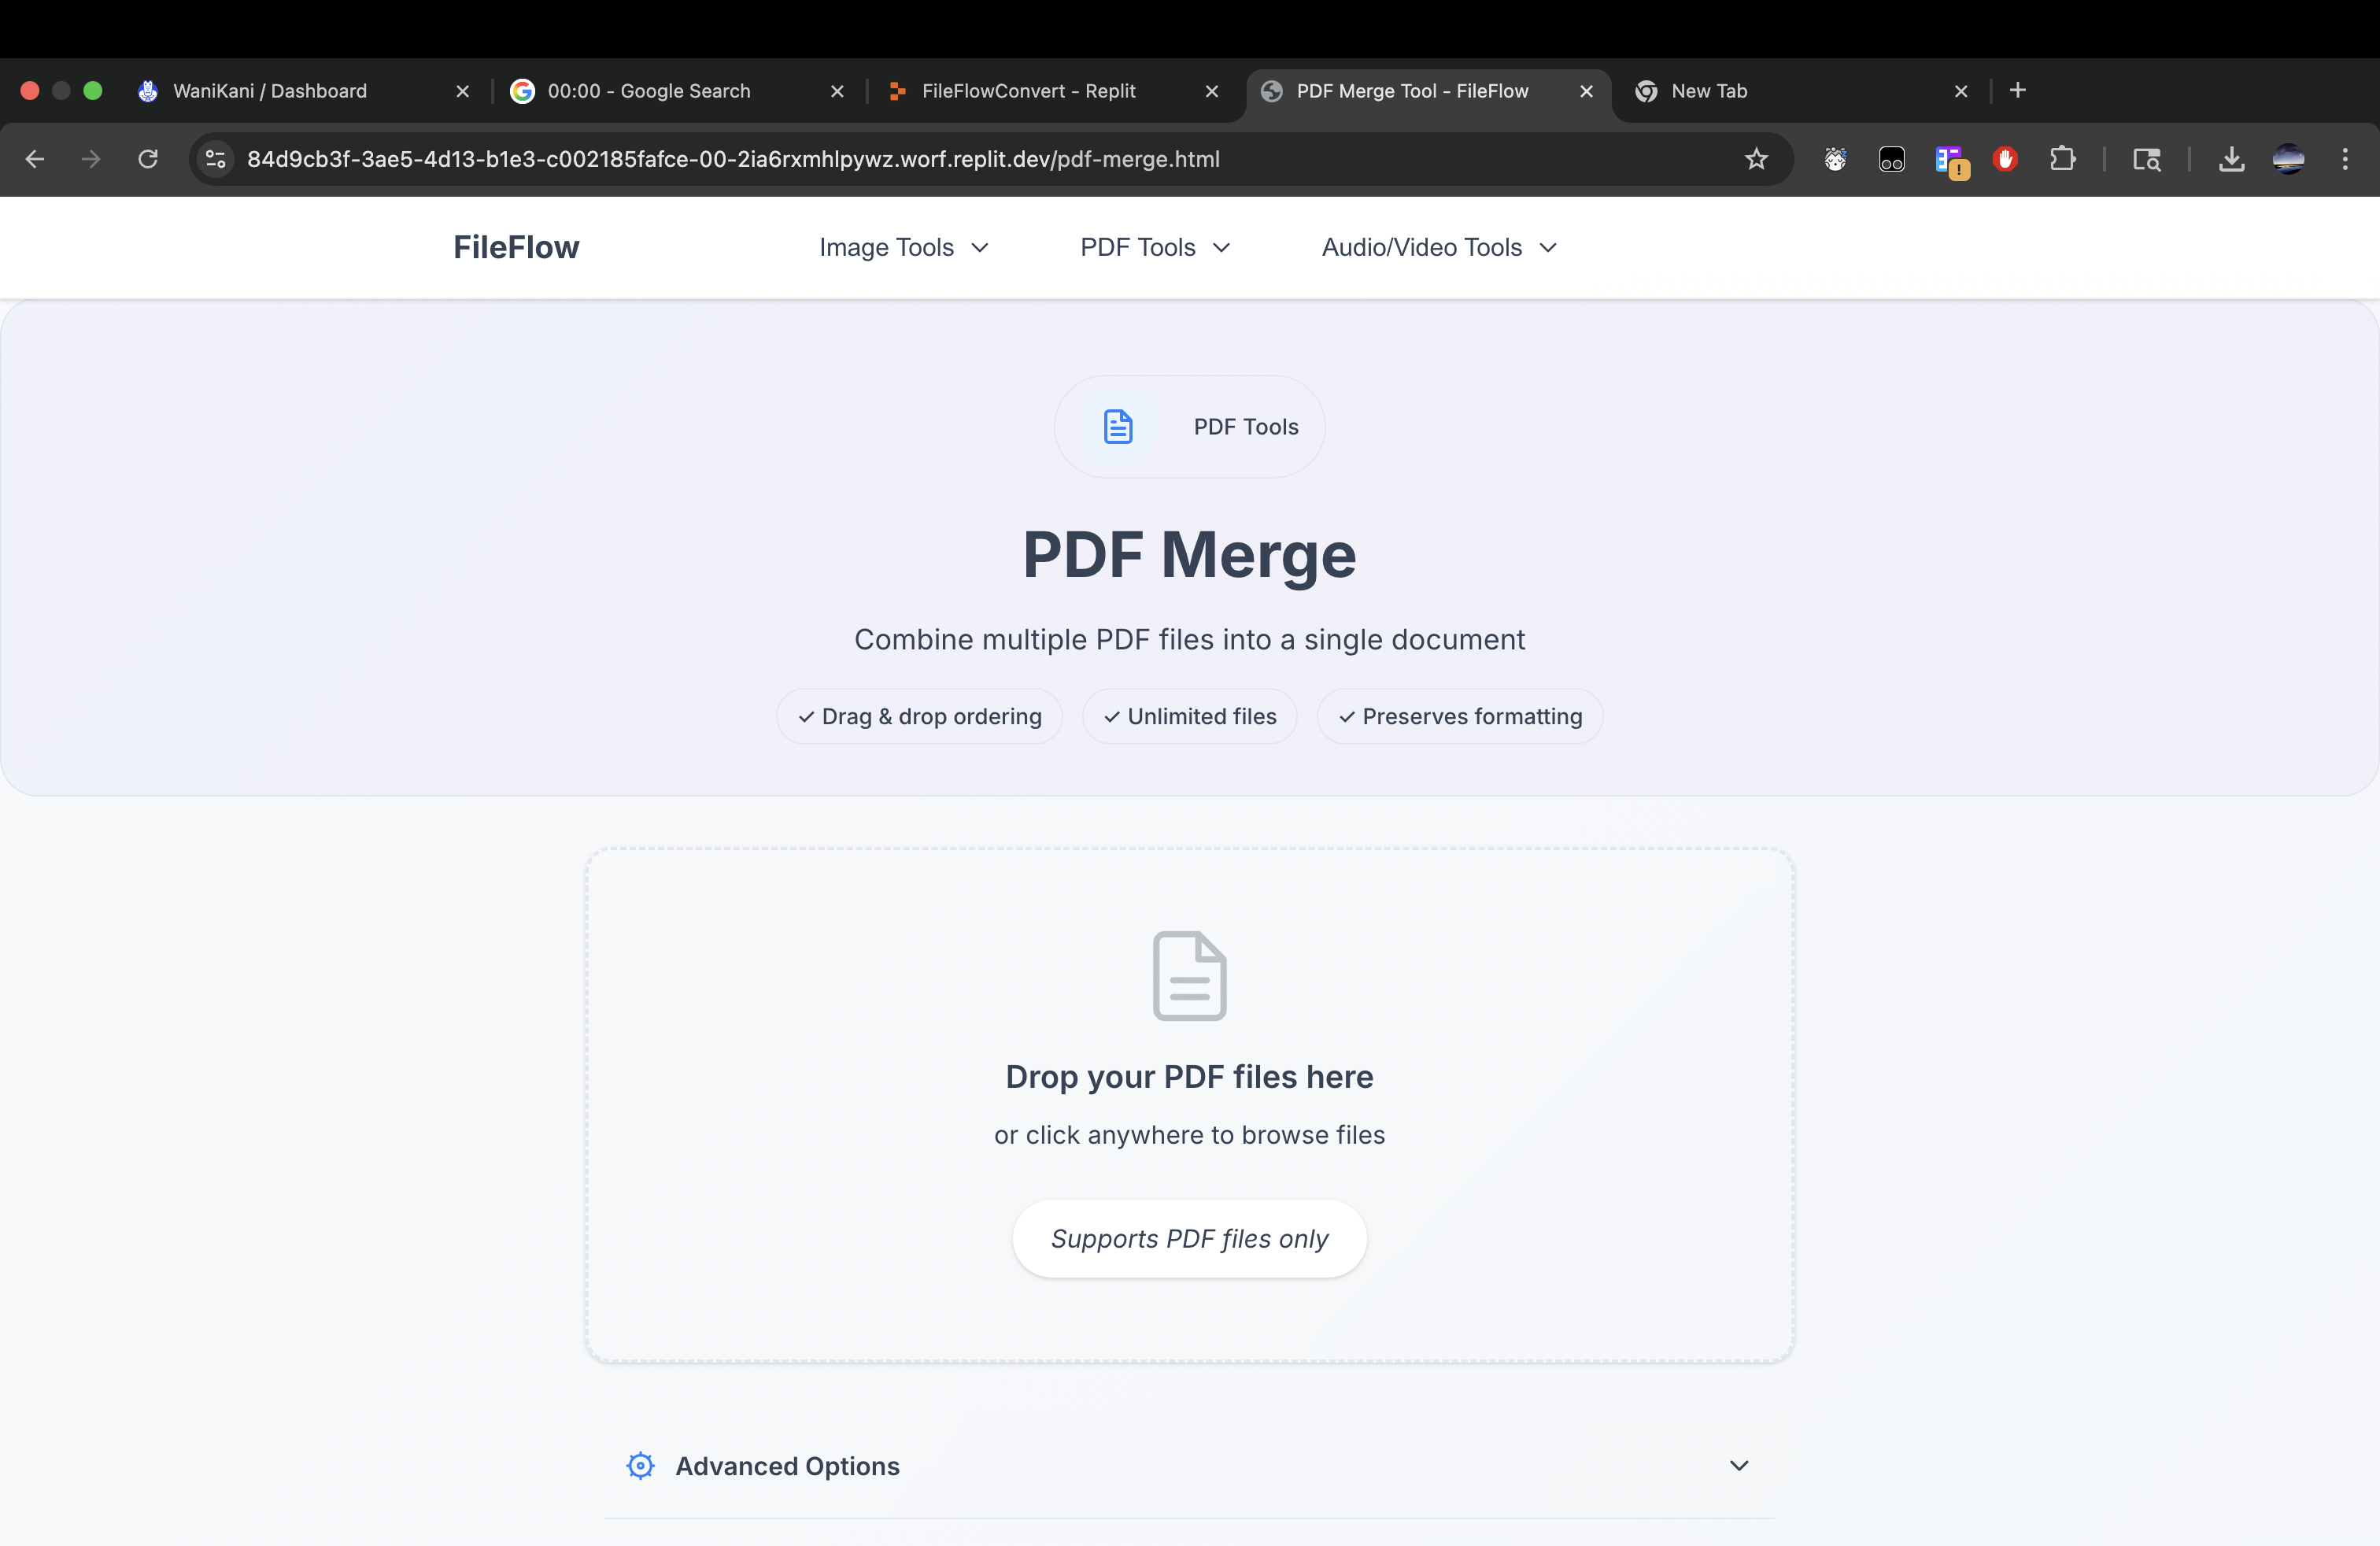 WaniKani / Dashboard
00:00 - Google Search
FileFlowConvert - Replit
PDF Merge Tool - FileFlow
New Tab
84d9cb3f-3ae5-4d13-b1e3-c002185fafce-00-2ia6rxmhlpywz.worf.replit.dev/pdf-merge.html
FileFlow
Image Tools
PDF Tools
Audio/Video Tools
PDF Tools
PDF Merge
Combine multiple PDF files into a single document
✓ Drag & drop ordering
✓ Unlimited files
✓ Preserves formatting
Drop your PDF files here
or click anywhere to browse files
Supports PDF files only
Advanced Options